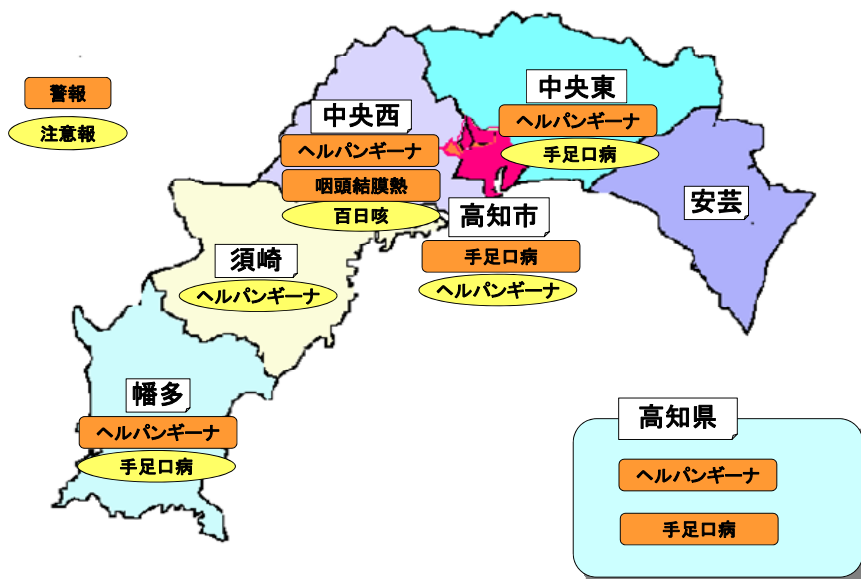 警報
注意報
中央西
ヘルパンギーナ
咽頭結膜熱
百日咳
中央東
ヘルパンギーナ
手足口病
安芸
高知市
手足口病
ヘルパンギーナ
須崎
ヘルパンギーナ
幡多
ヘルパンギーナ
手足口病
高知県
ヘルパンギーナ
手足口病